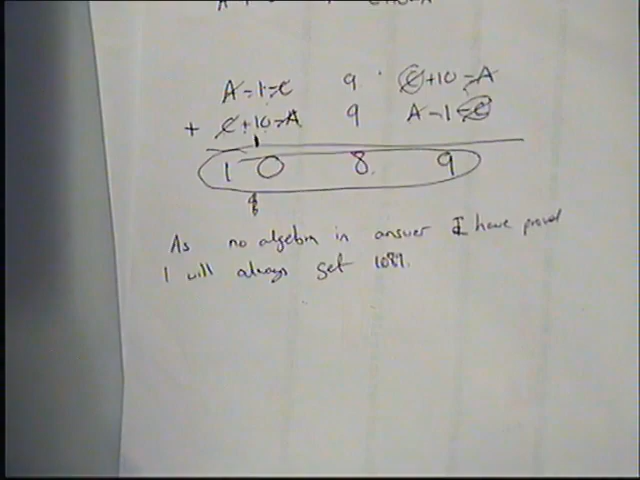 A-1-C 9 C+10-A
+ C+10-A 9 A-1-C
1
1 0 8 9
As no algebra in answer I have proved
I will always get 1089.